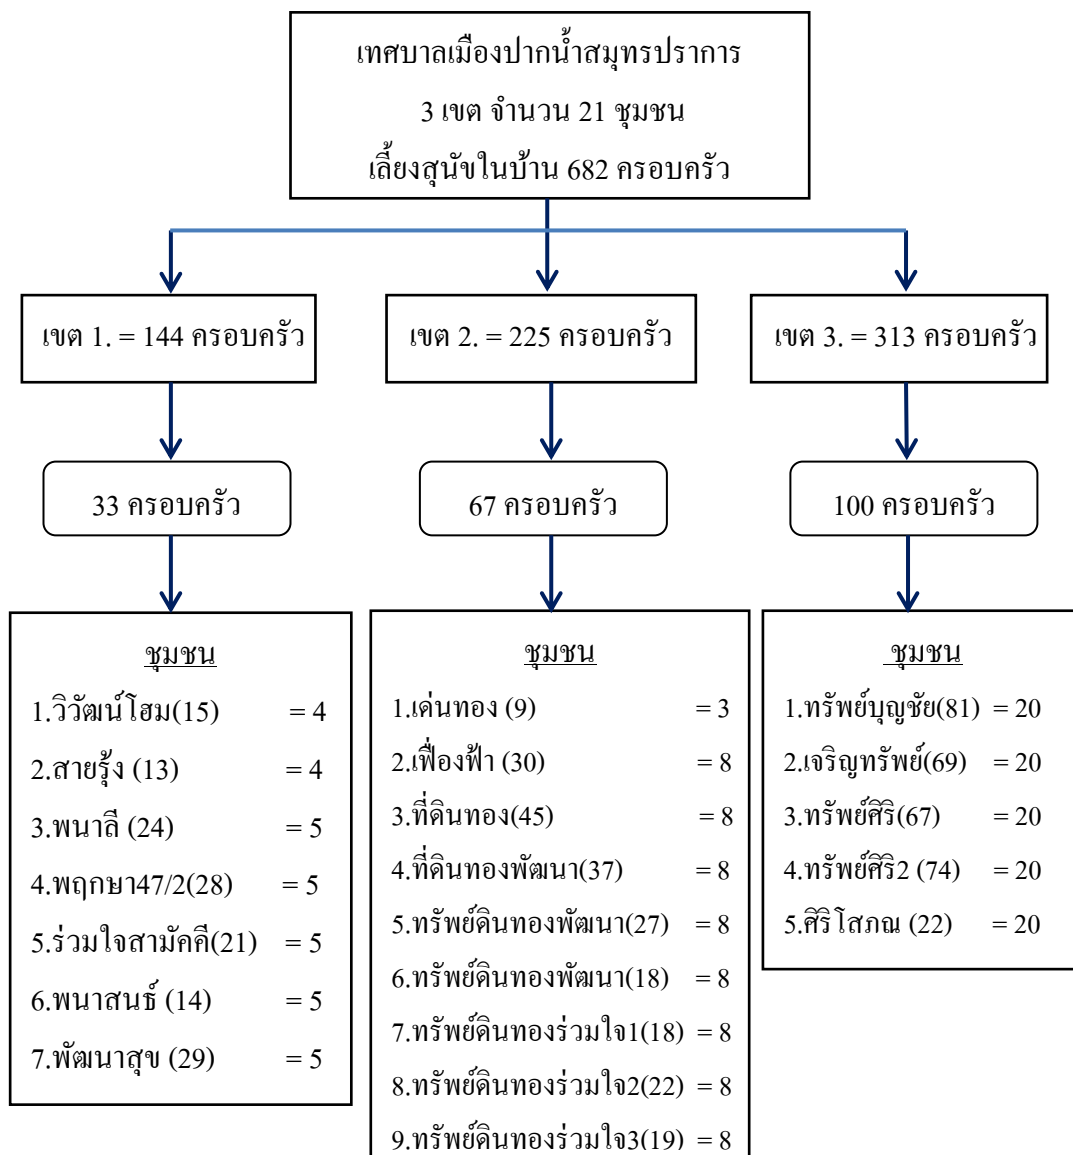 เทศบาลเมืองปากน้ำสมุทรปราการ
3 เขต จำนวน 21 ชุมชน
เลี้ยงสุนัขในบ้าน 682 ครอบครัว
เขต 1. = 144 ครอบครัว
เขต 2. = 225 ครอบครัว
เขต 3. = 313 ครอบครัว
33 ครอบครัว
67 ครอบครัว
100 ครอบครัว
ชุมชน
1.วิวัฒน์โฮม(15) = 4
2.สายรุ้ง (13) = 4
3.พนาลี (24) = 5
4.พฤกษา47/2(28) = 5
5.ร่วมใจสามัคคี(21) = 5
6.พนาสนธ์ (14) = 5
7.พัฒนาสุข (29) = 5
ชุมชน
1.เด่นทอง (9) = 3
2.เฟื่องฟ้า (30) = 8
3.ที่ดินทอง(45) = 8
4.ที่ดินทองพัฒนา(37) = 8
5.ทรัพย์ดินทองพัฒนา(27) = 8
6.ทรัพย์ดินทองพัฒนา(18) = 8
7.ทรัพย์ดินทองร่วมใจ1(18) = 8
8.ทรัพย์ดินทองร่วมใจ2(22) = 8
9.ทรัพย์ดินทองร่วมใจ3(19) = 8
ชุมชน
1.ทรัพย์บุญชัย(81) = 20
2.เจริญทรัพย์(69) = 20
3.ทรัพย์ศิริ(67) = 20
4.ทรัพย์ศิริ2 (74) = 20
5.ศิริโสภณ (22) = 20